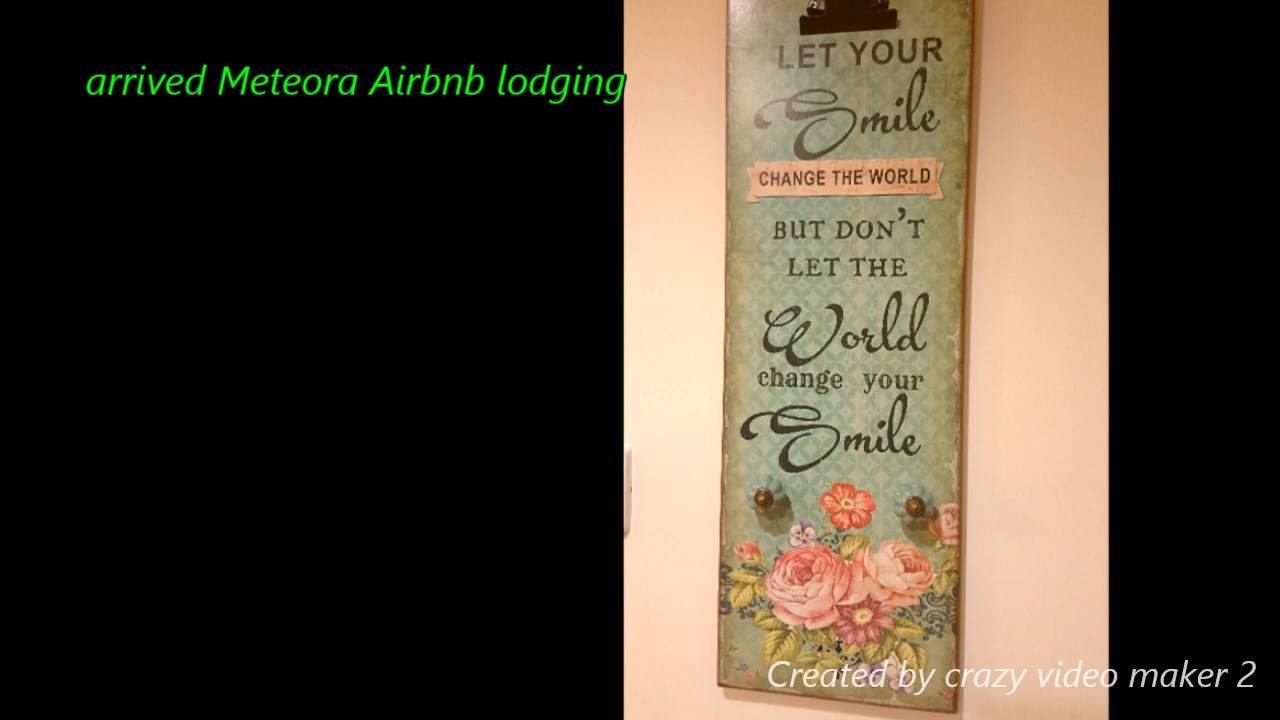 arrived Meteora Airbnb lodging
LET YOUR
Smile
CHANGE THE WORLD
BUT DON'T
LET THE
World
change your
Smile
Created by crazy video maker 2